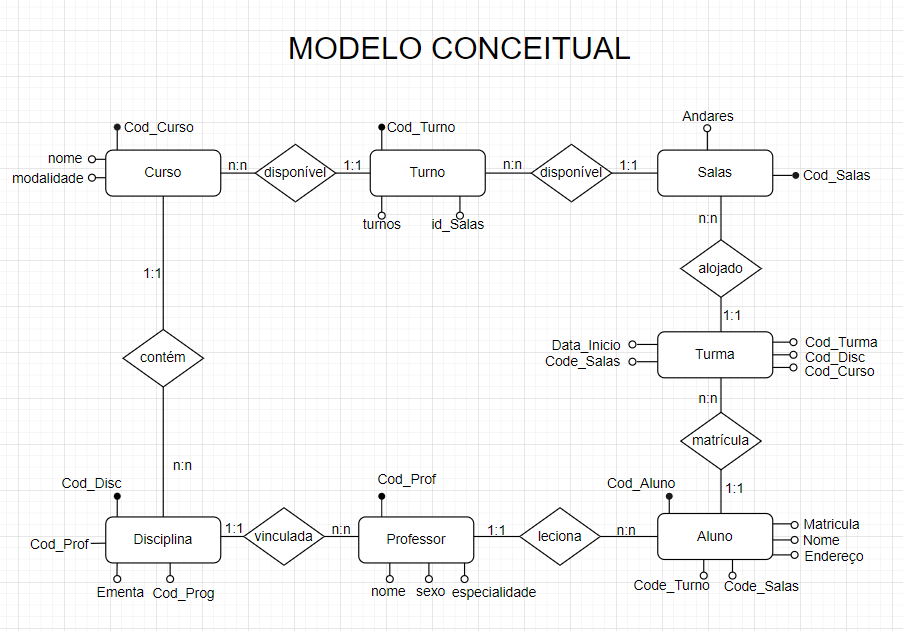 MODELO CONCEITUAL
Cod_Curso
Cod_Turno
Andares
nome
modalidade
Curso
n:n
disponível
1:1
Turno
n:n
disponível
1:1
Salas
Cod_Salas
turnos
id_Salas
n:n
alojado
1:1
1:1
contém
n:n
Data_Inicio
Code_Salas
Turma
Cod_Turma
Cod_Disc
Cod_Curso
n:n
matrícula
1:1
Cod_Disc
Cod_Prof
Cod_Aluno
Cod_Prof
Disciplina
1:1
vinculada
n:n
Professor
1:1
leciona
n:n
Aluno
Matricula
Nome
Endereço
Ementa
Cod_Prog
nome
sexo
especialidade
Code_Turno
Code_Salas